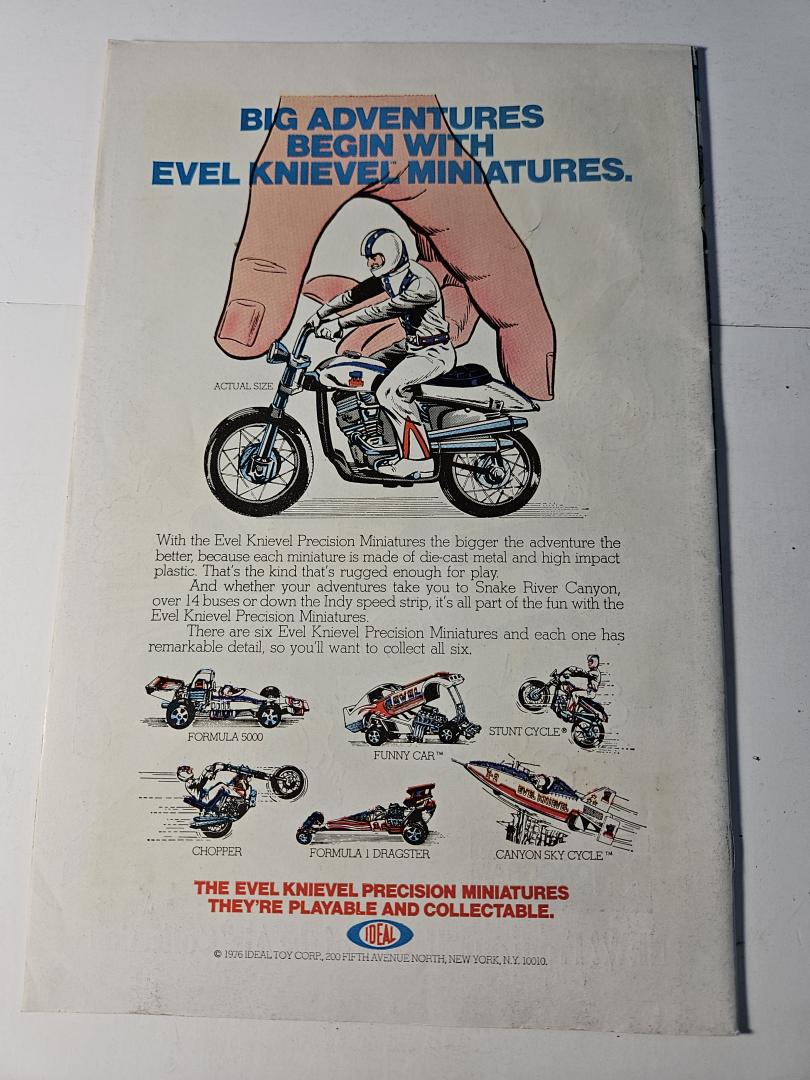 BIG ADVENTURES
BEGIN WITH
EVEL KNIEVEL™ MINIATURES.
ACTUAL SIZE
With the Evel Knievel Precision Miniatures the bigger the adventure the
better, because each miniature is made of die-cast metal and high impact
plastic. That's the kind that's rugged enough for play.
And whether your adventures take you to Snake River Canyon,
over 14 buses or down the Indy speed strip, it's all part of the fun with the
Evel Knievel Precision Miniatures.
There are six Evel Knievel Precision Miniatures and each one has
remarkable detail, so you'll want to collect all six.
FORMULA 5000
EVEL
FUNNY CAR™
STUNT CYCLE®
CHOPPER
FORMULA 1 DRAGSTER
X-2
EVEL KNIEVEL
CANYON SKY CYCLE™
THE EVEL KNIEVEL PRECISION MINIATURES
THEY'RE PLAYABLE AND COLLECTABLE.
IDEAL
© 1976 IDEAL TOY CORP., 200 FIFTH AVENUE NORTH, NEW YORK, N.Y. 10010.